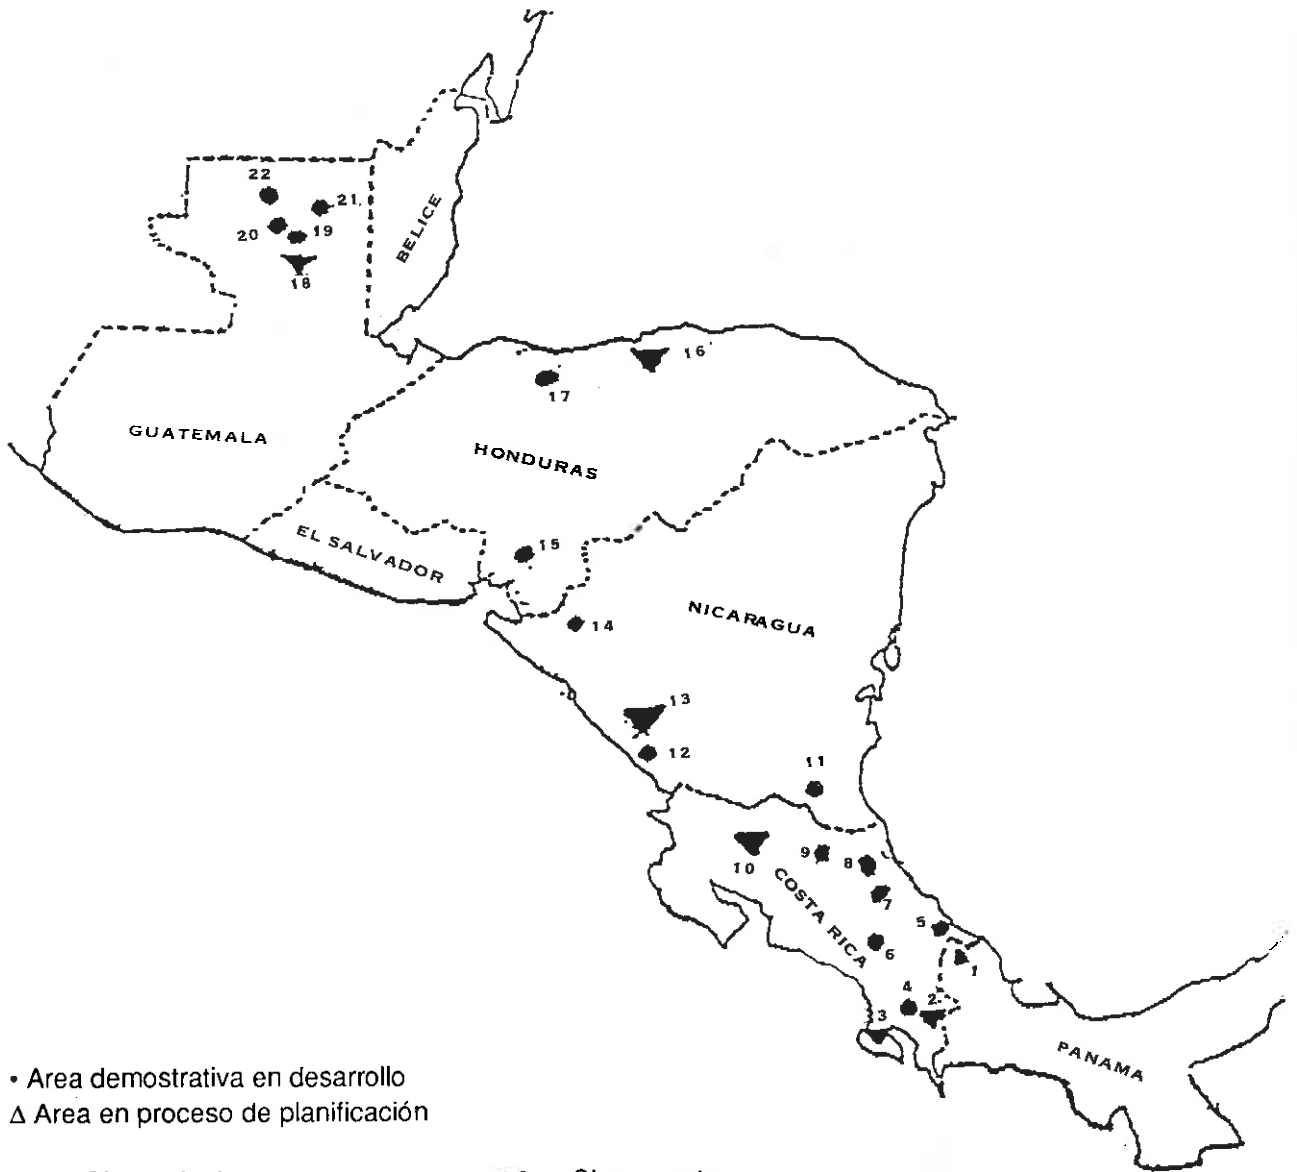 22
21
20
19
18
BELICE
16
17
GUATEMALA
HONDURAS
EL SALVADOR
15
14
NICARAGUA
13
12
11
10
9
8
7
COSTA RICA
5
6
1
4
2
3
PANAMA
• Area demostrativa en desarrollo
Δ Area en proceso de planificación